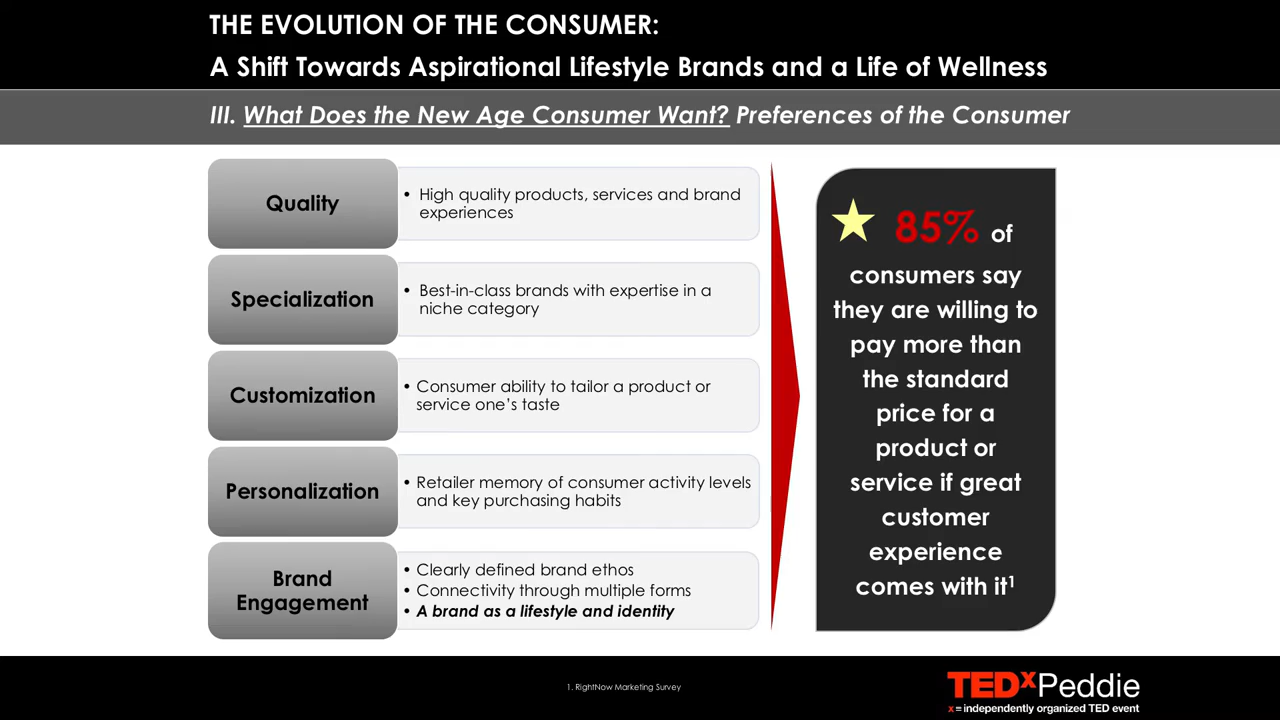 THE EVOLUTION OF THE CONSUMER:
A Shift Towards Aspirational Lifestyle Brands and a Life of Wellness
III. What Does the New Age Consumer Want? Preferences of the Consumer
Quality
• High quality products, services and brand
experiences
Specialization
• Best-in-class brands with expertise in a
niche category
Customization
• Consumer ability to tailor a product or
service one’s taste
Personalization
• Retailer memory of consumer activity levels
and key purchasing habits
Brand
Engagement
• Clearly defined brand ethos
• Connectivity through multiple forms
• A brand as a lifestyle and identity
85% of
consumers say
they are willing to
pay more than
the standard
price for a
product or
service if great
customer
experience
comes with it¹
1. RightNow Marketing Survey
TEDxPeddie
x = independently organized TED event